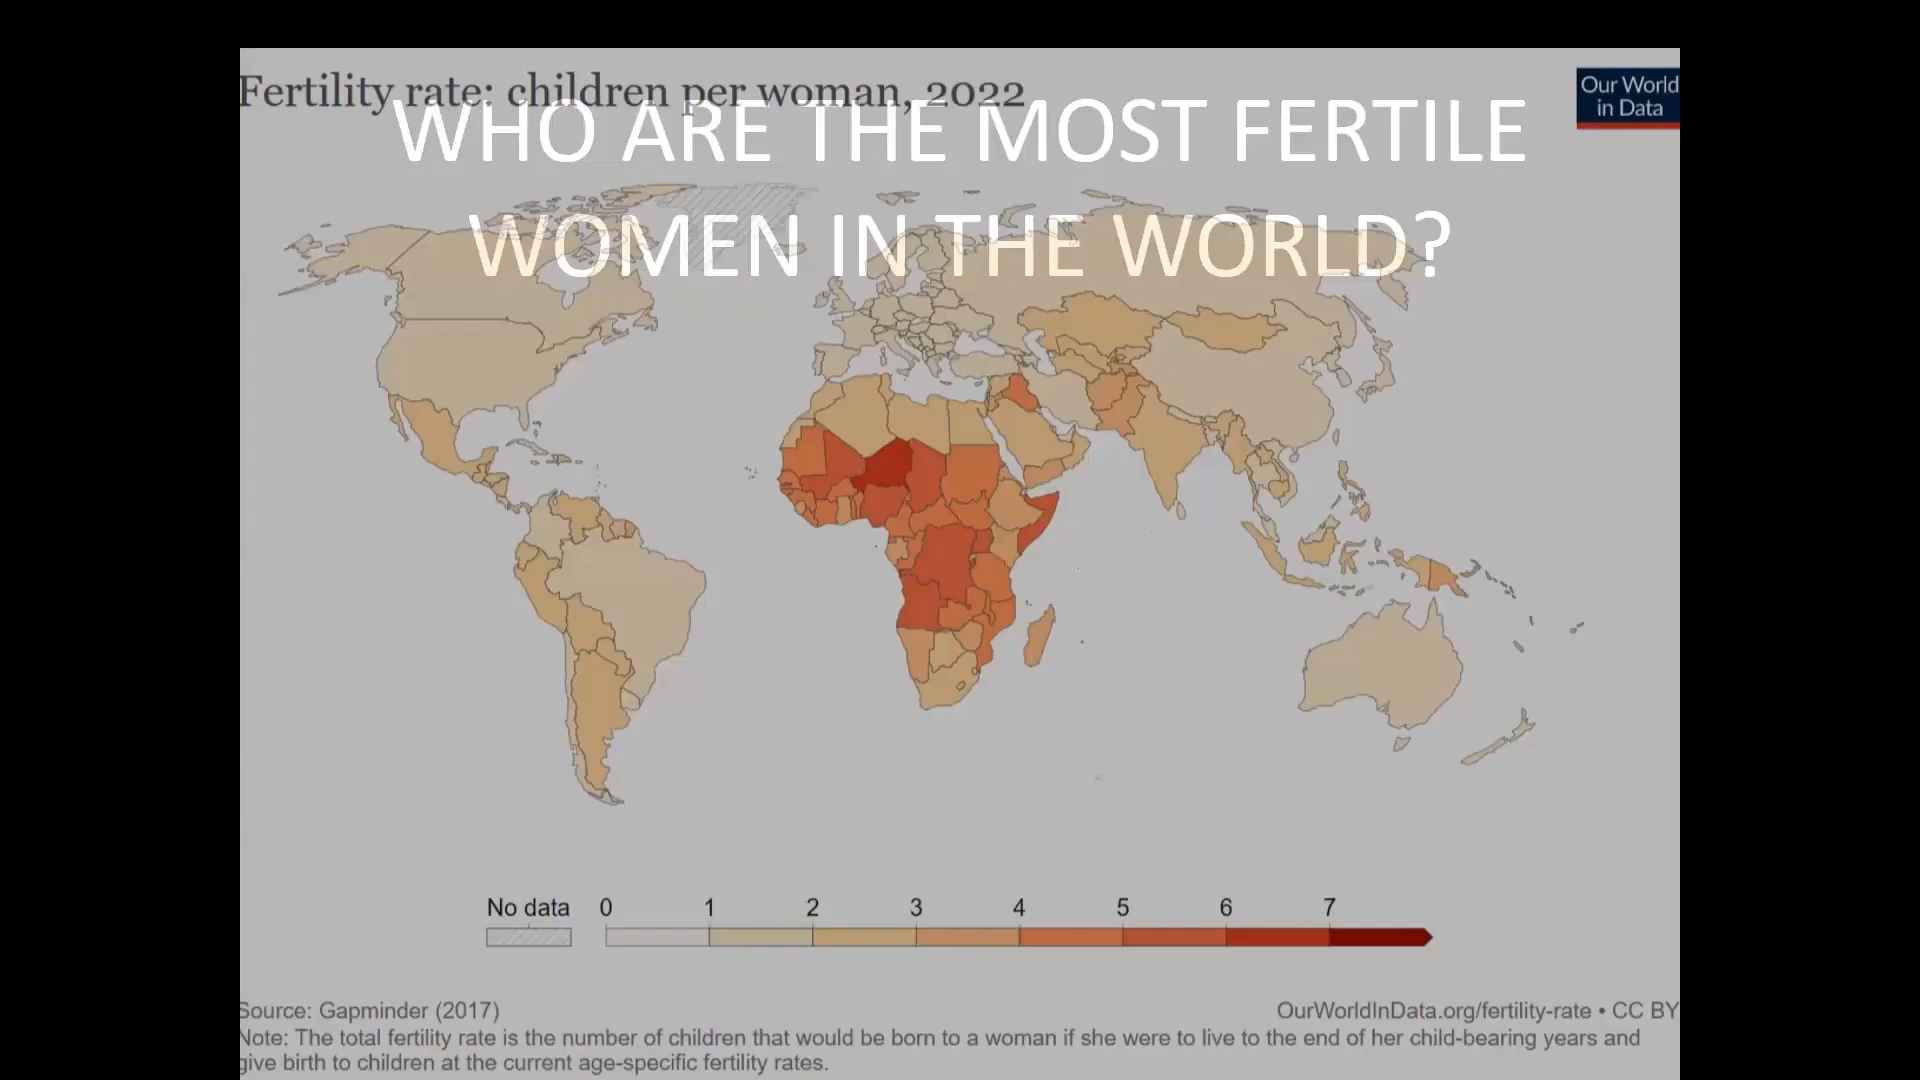 Fertility rate: children per woman, 2022
Our World
in Data
WHO ARE THE MOST FERTILE
WOMEN IN THE WORLD?
No data 0 1 2 3 4 5 6 7
Source: Gapminder (2017)
OurWorldInData.org/fertility-rate • CC BY
Note: The total fertility rate is the number of children that would be born to a woman if she were to live to the end of her child-bearing years and
give birth to children at the current age-specific fertility rates.